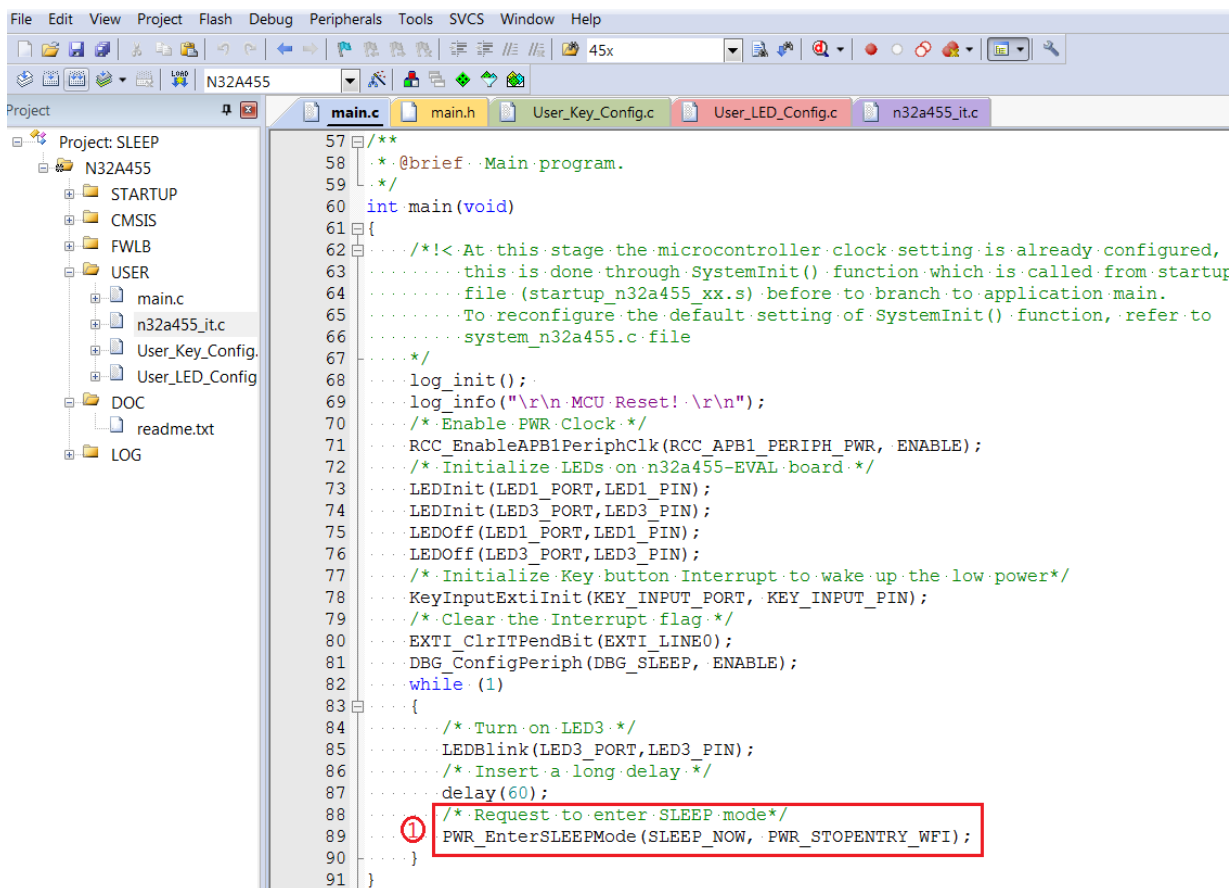 File Edit View Project Flash Debug Peripherals Tools SVCS Window Help
45x
LOAD N32A455
Project
main.c main.h User_Key_Config.c User_LED_Config.c n32a455_it.c
Project: SLEEP
N32A455
STARTUP
CMSIS
FWLB
USER
main.c
n32a455_it.c
User_Key_Config.
User_LED_Config
DOC
readme.txt
LOG
57 /**
58 * @brief Main program.
59 */
60 int main(void)
61 {
62 /*!< At this stage the microcontroller clock setting is already configured,
63 this is done through SystemInit() function which is called from startup
64 file (startup_n32a455_xx.s) before to branch to application main.
65 To reconfigure the default setting of SystemInit() function, refer to
66 system_n32a455.c file
67 */
68 log_init();
69 log_info("\r\n MCU Reset! \r\n");
70 /* Enable PWR Clock */
71 RCC_EnableAPB1PeriphClk(RCC_APB1_PERIPH_PWR, ENABLE);
72 /* Initialize LEDs on n32a455-EVAL board */
73 LEDInit(LED1_PORT,LED1_PIN);
74 LEDInit(LED3_PORT,LED3_PIN);
75 LEDOff(LED1_PORT,LED1_PIN);
76 LEDOff(LED3_PORT,LED3_PIN);
77 /* Initialize Key button Interrupt to wake up the low power*/
78 KeyInputExtiInit(KEY_INPUT_PORT, KEY_INPUT_PIN);
79 /* Clear the Interrupt flag */
80 EXTI_ClrITPendBit(EXTI_LINE0);
81 DBG_ConfigPeriph(DBG_SLEEP, ENABLE);
82 while (1)
83 {
84 /* Turn on LED3 */
85 LEDBlink(LED3_PORT,LED3_PIN);
86 /* Insert a long delay */
87 delay(60);
88 /* Request to enter SLEEP mode*/
89 ① PWR_EnterSLEEPMode(SLEEP_NOW, PWR_STOPENTRY_WFI);
90 }
91 }